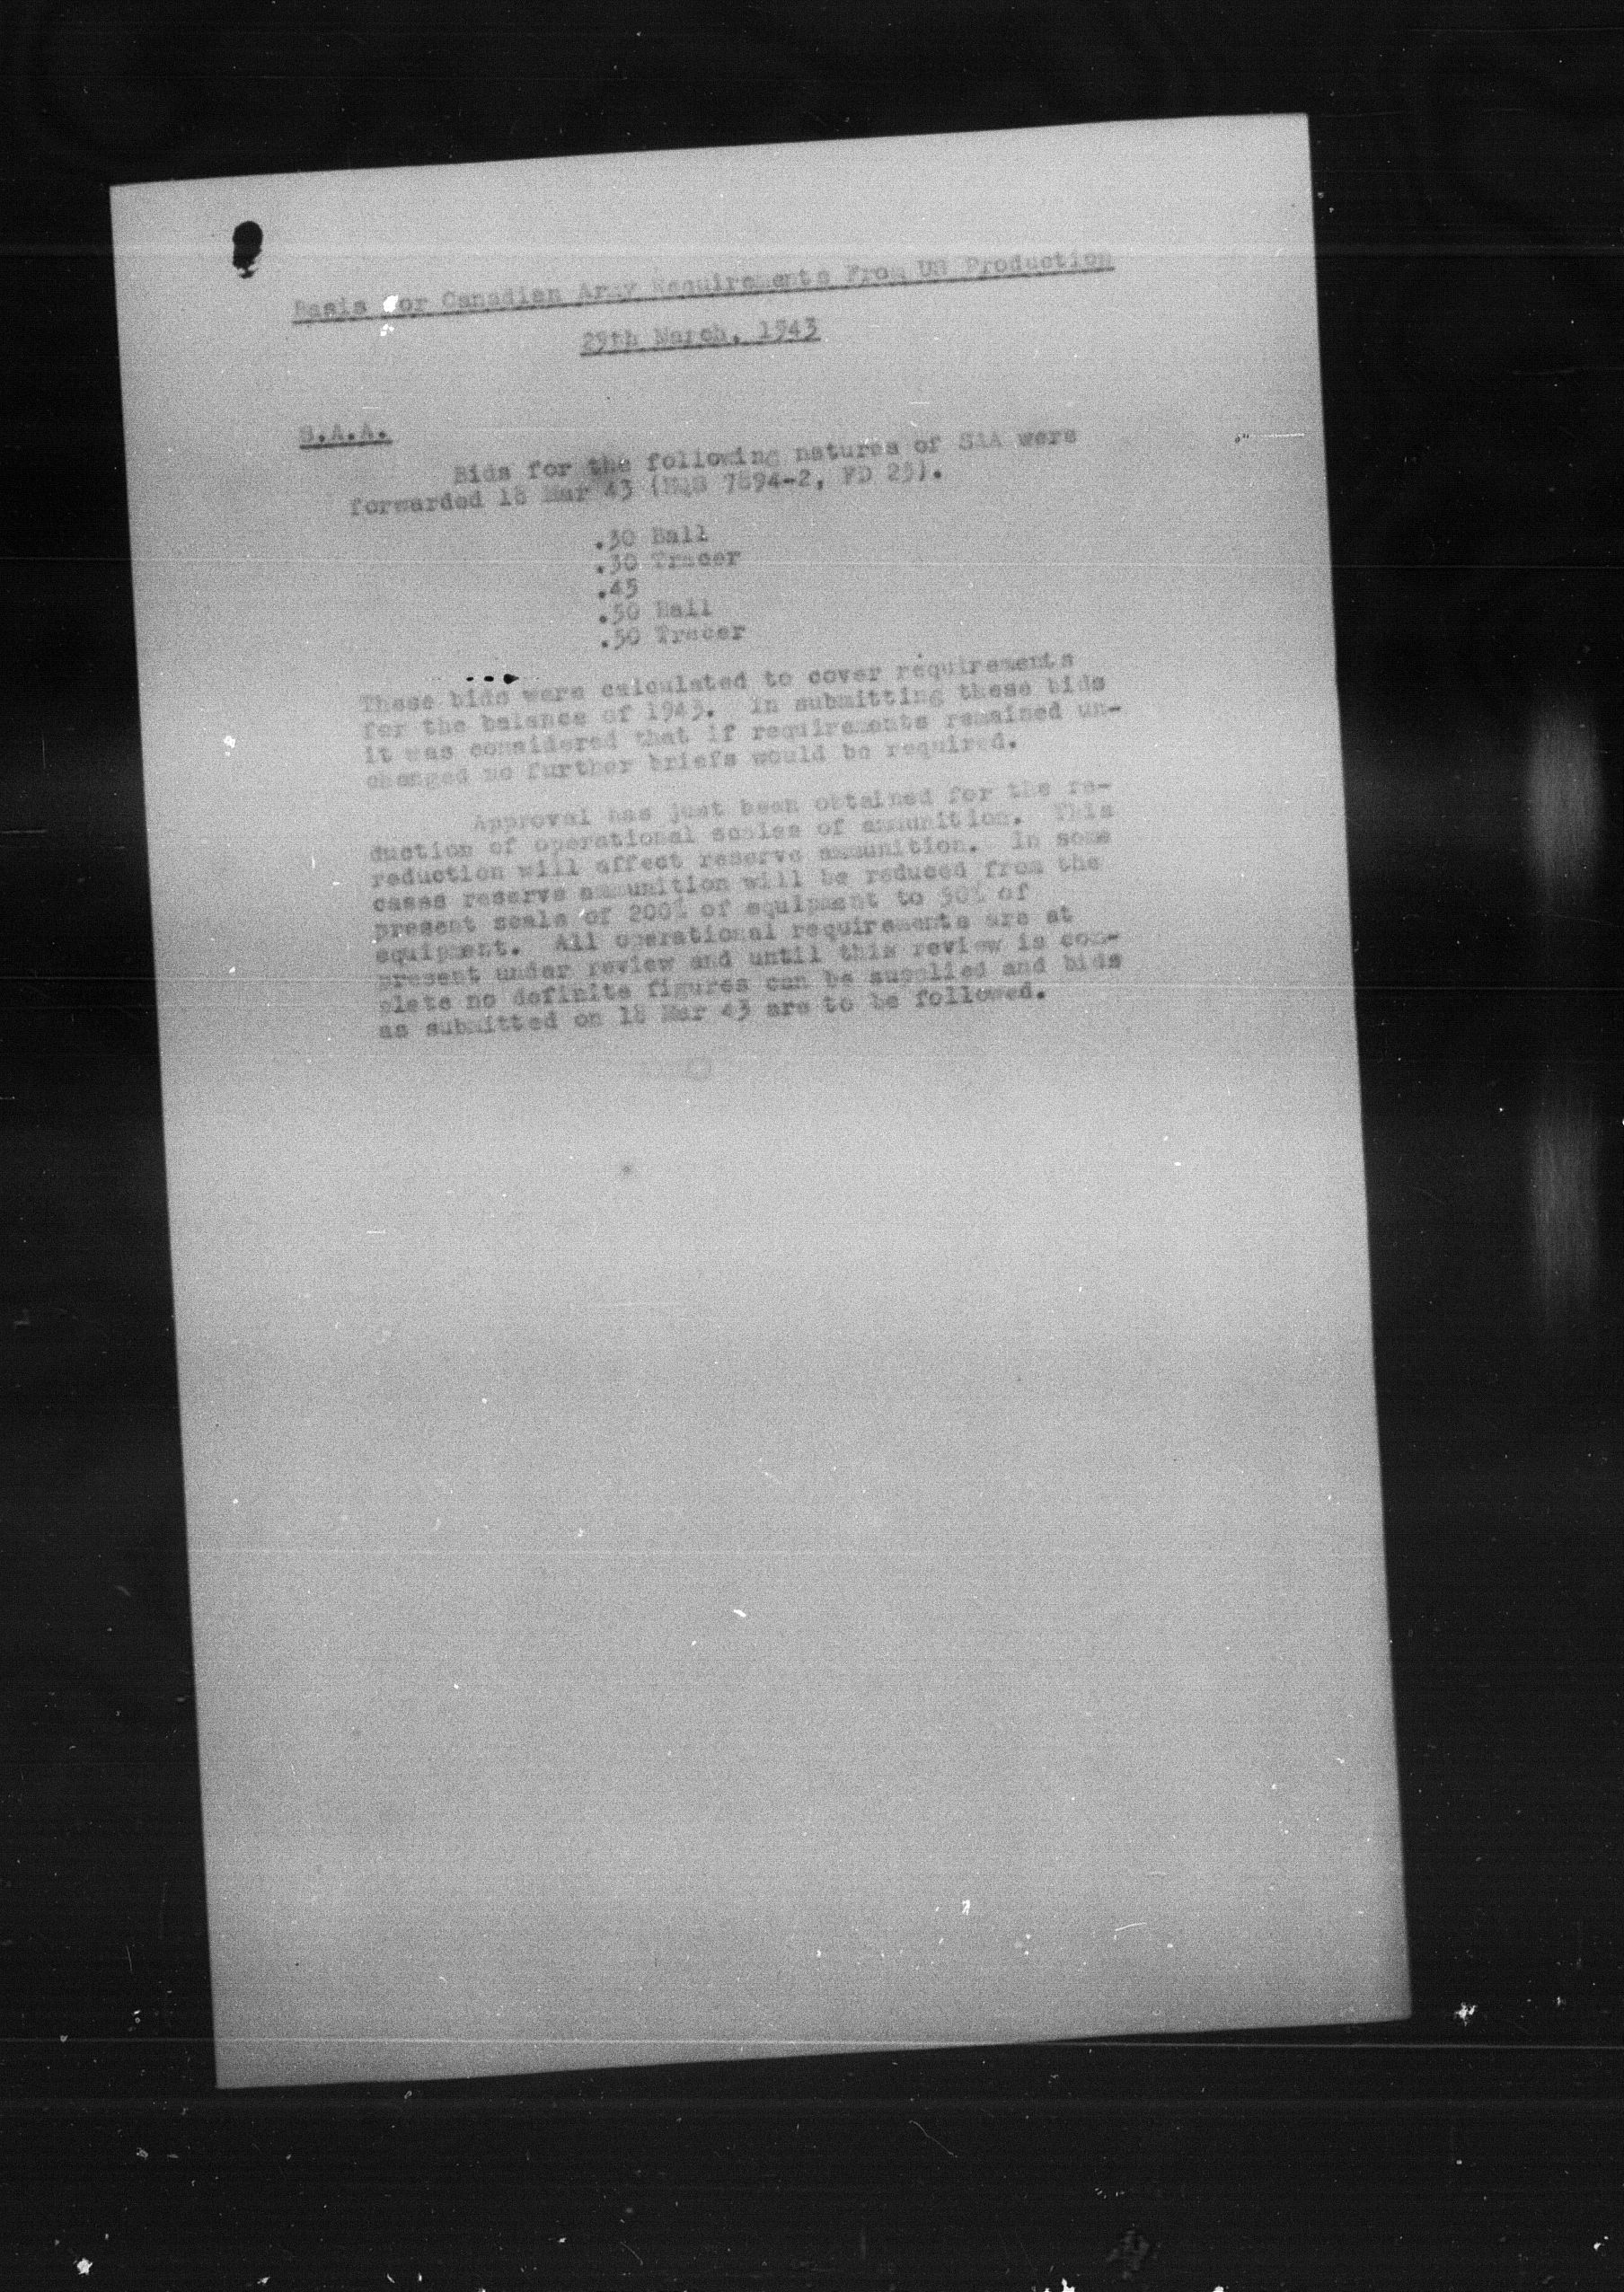 Basis For Canadian Army Requirements From US Production
29th March, 1943
S.A.A.
Bids for the following natures of SAA were
forwarded 18 Mar 43 (HQS 7894-2, FD 25).
.30 Ball
.30 Tracer
.45
.50 Ball
.50 Tracer
These bids were calculated to cover requirements
for the balance of 1943. In submitting these bids
it was considered that if requirements remained un-
changed no further briefs would be required.
Approval has just been obtained for the re-
duction of operational scales of ammunition. This
reduction will affect reserve ammunition. In some
cases reserve ammunition will be reduced from the
present scale of 200% of equipment to 50% of
equipment. All operational requirements are at
present under review and until this review is com-
plete no definite figures can be supplied and bids
as submitted on 18 Mar 43 are to be followed.